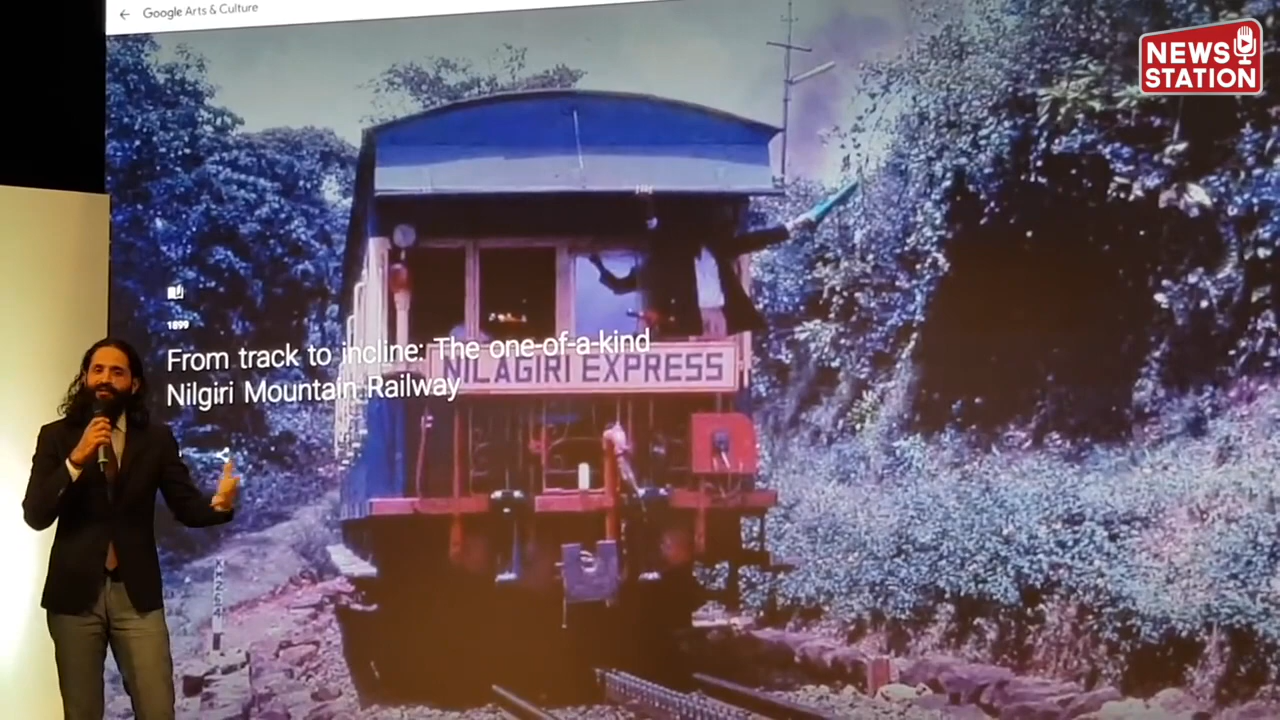 Google Arts & Culture
NEWS
STATION
1899
From track to incline: The one-of-a-kind
Nilgiri Mountain Railway
NILAGIRI EXPRESS